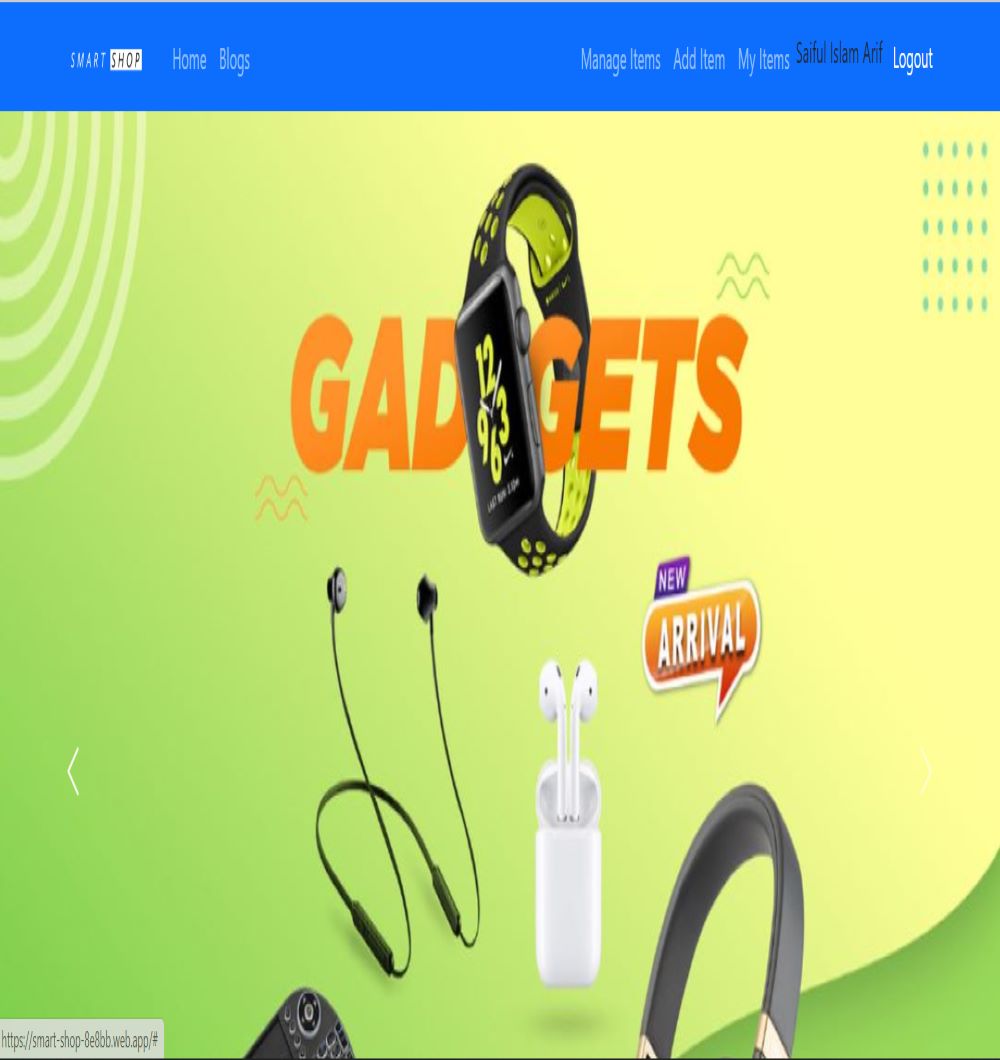 SMART SHOP Home Blogs Manage Items Add Item My Items Saiful Islam Arif Logout
GADGETS
12
3
9
6
NEW
ARRIVAL
https://smart-shop-8e8bb.web.app/#